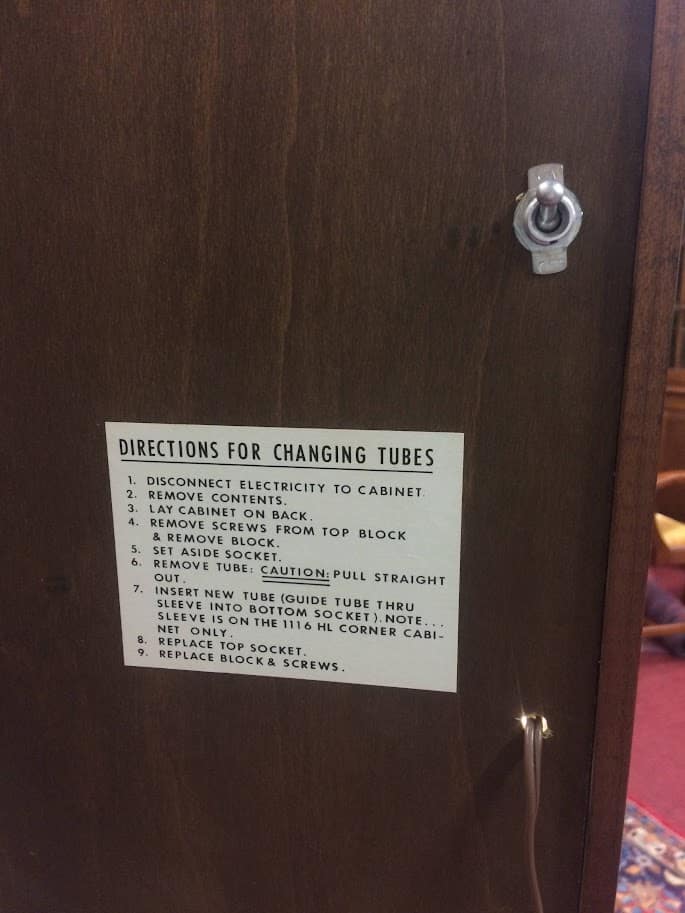 DIRECTIONS FOR CHANGING TUBES
1. DISCONNECT ELECTRICITY TO CABINET.
2. REMOVE CONTENTS.
3. LAY CABINET ON BACK.
4. REMOVE SCREWS FROM TOP BLOCK
& REMOVE BLOCK.
5. SET ASIDE SOCKET.
6. REMOVE TUBE: CAUTION: PULL STRAIGHT
OUT.
7. INSERT NEW TUBE (GUIDE TUBE THRU
SLEEVE INTO BOTTOM SOCKET). NOTE...
SLEEVE IS ON THE 1116 HL CORNER CABI-
NET ONLY.
8. REPLACE TOP SOCKET.
9. REPLACE BLOCK & SCREWS.